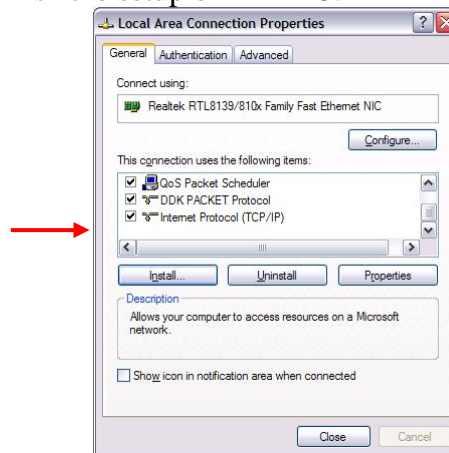 Local Area Connection Properties
General Authentication Advanced
Connect using:
Realtek RTL8139/810x Family Fast Ethernet NIC
Configure...
This connection uses the following items:
QoS Packet Scheduler
DDK PACKET Protocol
Internet Protocol (TCP/IP)
Install... Uninstall Properties
Description
Allows your computer to access resources on a Microsoft
network.
Show icon in notification area when connected
Close Cancel